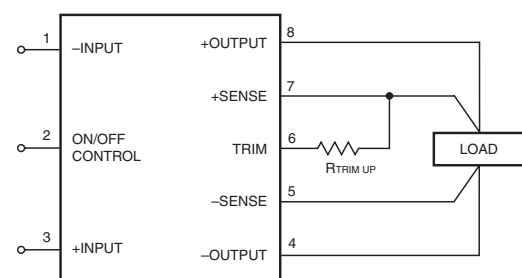 1 –INPUT
2 ON/OFF
CONTROL
3 +INPUT
+OUTPUT 8
+SENSE 7
TRIM 6
RTRIM UP
–SENSE 5
–OUTPUT 4
LOAD